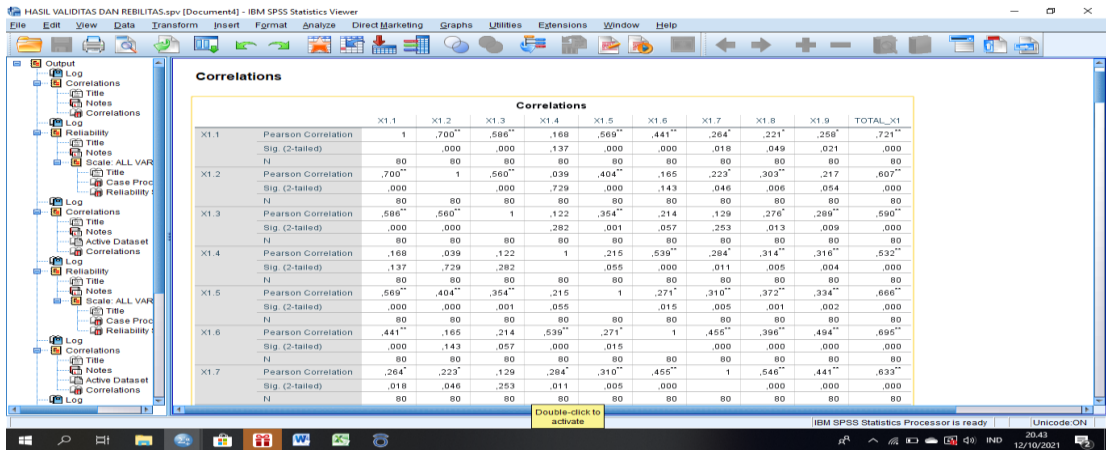 HASIL VALIDITAS DAN REBILITAS.spv [Document4] - IBM SPSS Statistics Viewer
File Edit View Data Transform Insert Format Analyze Direct Marketing Graphs Utilities Extensions Window Help
Output
Log
Correlations
Title
Notes
Correlations
Log
Reliability
Title
Notes
Scale: ALL VAR
Title
Case Proc
Reliability
Log
Correlations
Title
Notes
Active Dataset
Correlations
Log
Reliability
Title
Notes
Scale: ALL VAR
Title
Case Proc
Reliability
Log
Correlations
Title
Notes
Active Dataset
Correlations
Log
Correlations
Correlations
X1.1 X1.2 X1.3 X1.4 X1.5 X1.6 X1.7 X1.8 X1.9 TOTAL_X1
X1.1 Pearson Correlation 1 ,700** ,586** ,168 ,569** ,441** ,264* ,221* ,258* ,721**
Sig. (2-tailed) ,000 ,000 ,137 ,000 ,000 ,018 ,049 ,021 ,000
N 80 80 80 80 80 80 80 80 80 80
X1.2 Pearson Correlation ,700** 1 ,560** ,039 ,404** ,165 ,223* ,303** ,217 ,607**
Sig. (2-tailed) ,000 ,000 ,729 ,000 ,143 ,046 ,006 ,054 ,000
N 80 80 80 80 80 80 80 80 80 80
X1.3 Pearson Correlation ,586** ,560** 1 ,122 ,354** ,214 ,129 ,276* ,289** ,590**
Sig. (2-tailed) ,000 ,000 ,282 ,001 ,057 ,253 ,013 ,009 ,000
N 80 80 80 80 80 80 80 80 80 80
X1.4 Pearson Correlation ,168 ,039 ,122 1 ,215 ,539** ,284* ,314** ,316** ,532**
Sig. (2-tailed) ,137 ,729 ,282 ,055 ,000 ,011 ,005 ,004 ,000
N 80 80 80 80 80 80 80 80 80 80
X1.5 Pearson Correlation ,569** ,404** ,354** ,215 1 ,271* ,310** ,372** ,334** ,666**
Sig. (2-tailed) ,000 ,000 ,001 ,055 ,015 ,005 ,001 ,002 ,000
N 80 80 80 80 80 80 80 80 80 80
X1.6 Pearson Correlation ,441** ,165 ,214 ,539** ,271* 1 ,455** ,396** ,494** ,695**
Sig. (2-tailed) ,000 ,143 ,057 ,000 ,015 ,000 ,000 ,000 ,000
N 80 80 80 80 80 80 80 80 80 80
X1.7 Pearson Correlation ,264* ,223* ,129 ,284* ,310** ,455** 1 ,546** ,441** ,633**
Sig. (2-tailed) ,018 ,046 ,253 ,011 ,005 ,000 ,000 ,000 ,000
N 80 80 80 80 80 80 80 80 80 80
Double-click to
activate
IBM SPSS Statistics Processor is ready Unicode:ON
IND
20.43
12/10/2021